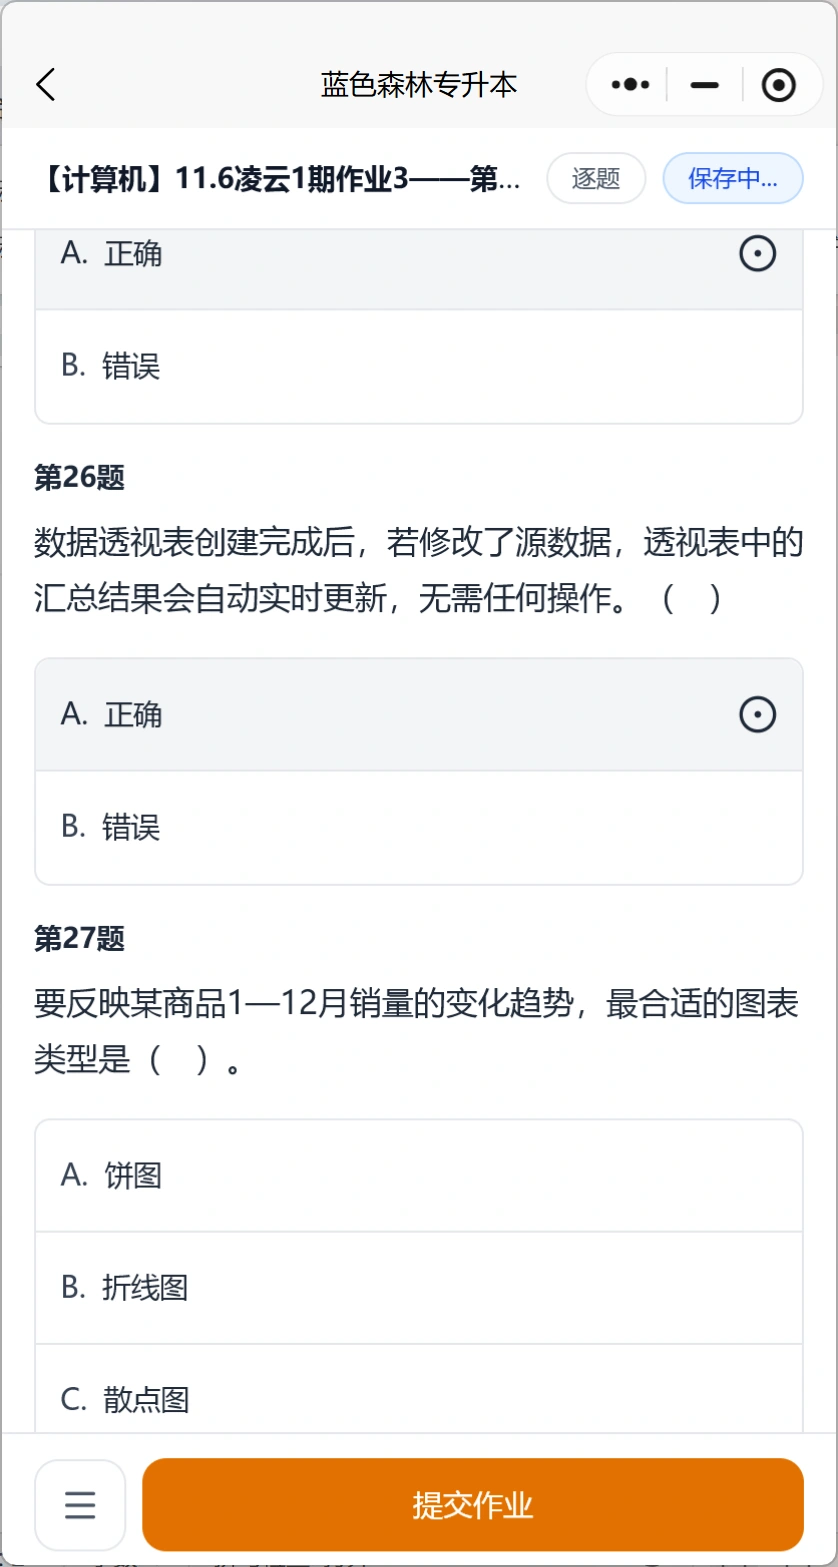 蓝色森林专升本
【计算机】11.6凌云1期作业3——第...
逐题
保存中...
A. 正确
B. 错误
第26题
数据透视表创建完成后，若修改了源数据，透视表中的
汇总结果会自动实时更新，无需任何操作。（　）
A. 正确
B. 错误
第27题
要反映某商品1—12月销量的变化趋势，最合适的图表
类型是（　）。
A. 饼图
B. 折线图
C. 散点图
提交作业